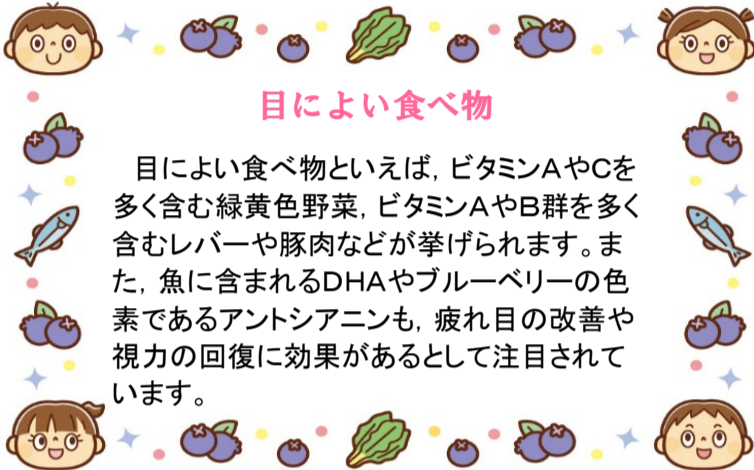 目によい食べ物
目によい食べ物といえば，ビタミンAやCを
多く含む緑黄色野菜，ビタミンAやB群を多く
含むレバーや豚肉などが挙げられます。ま
た，魚に含まれるDHAやブルーベリーの色
素であるアントシアニンも，疲れ目の改善や
視力の回復に効果があるとして注目されて
います。